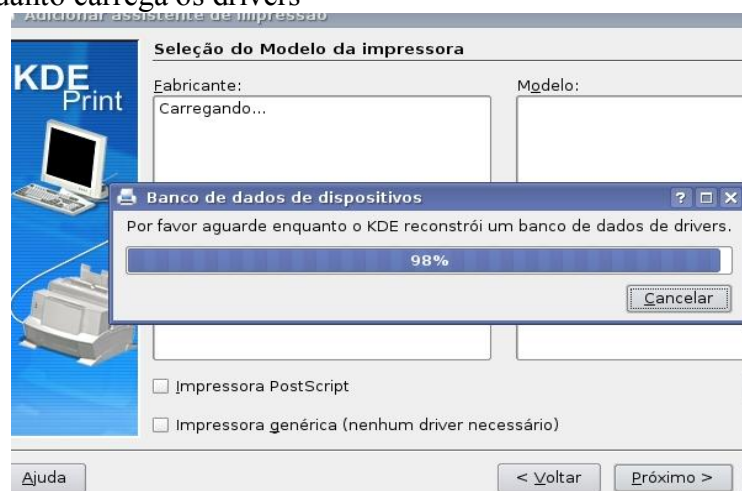 carrega os drivers
Adicionar assistente de impressão
Seleção do Modelo da impressora
KDE
Print
Fabricante:
Modelo:
Carregando...
Banco de dados de dispositivos
Por favor aguarde enquanto o KDE reconstrói um banco de dados de drivers.
98%
Cancelar
Impressora PostScript
Impressora genérica (nenhum driver necessário)
Ajuda
< Voltar
Próximo >